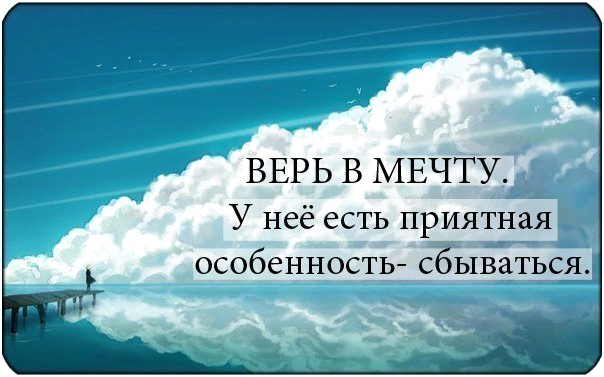 ВЕРЬ В МЕЧТУ.
У неё есть приятная
особенность- сбываться.